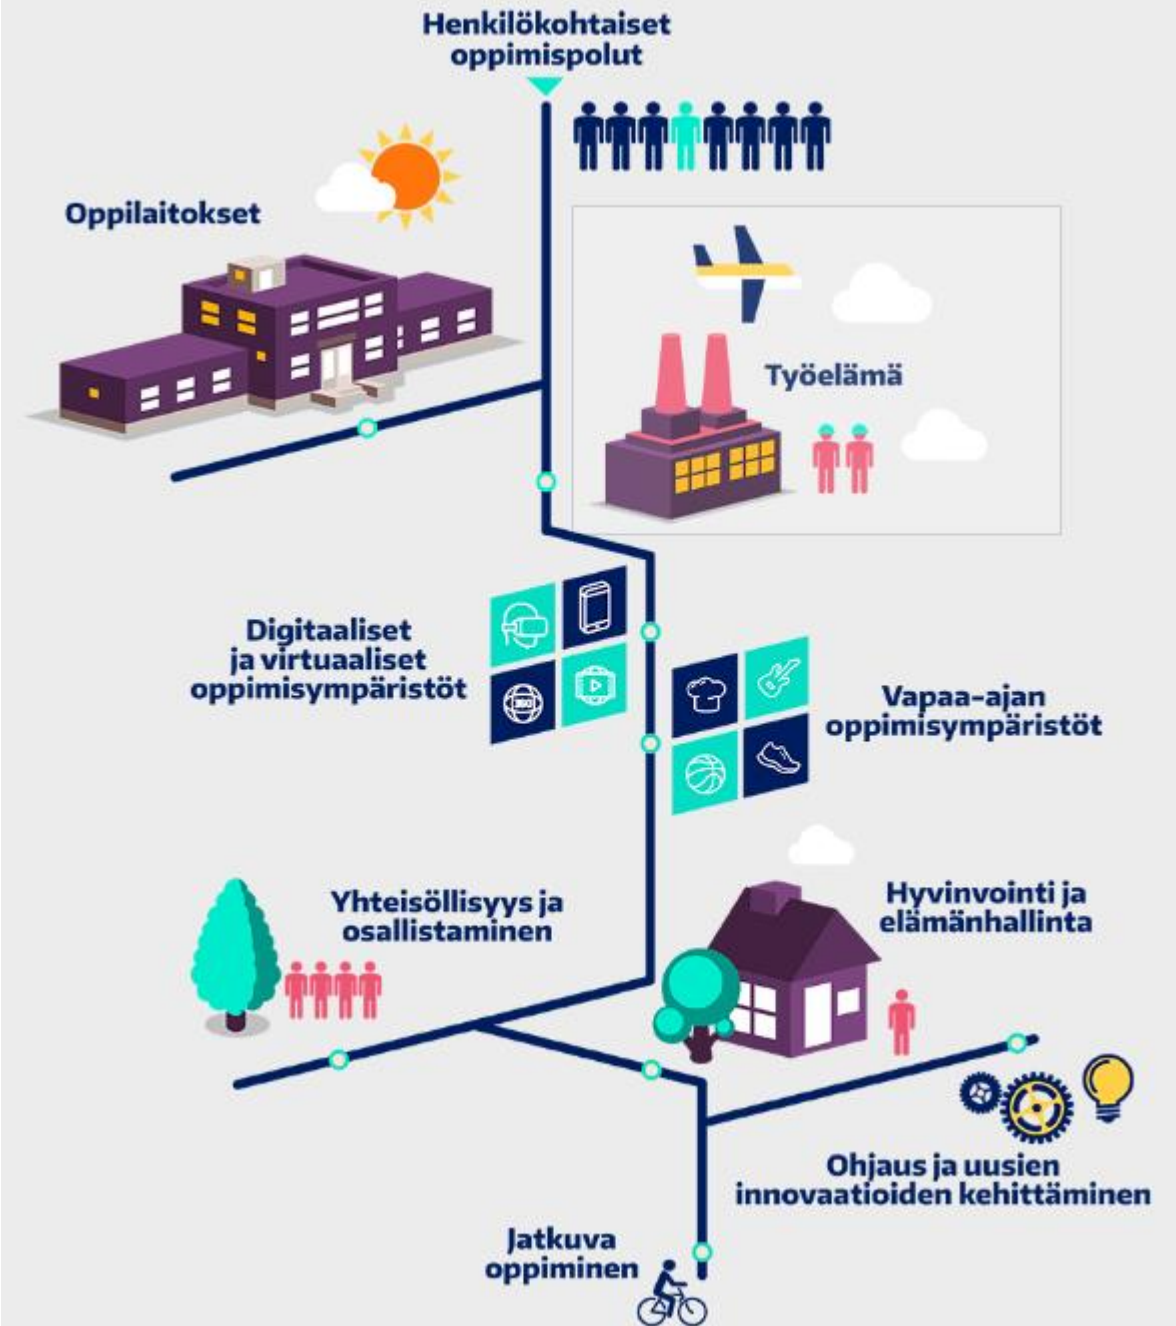 Henkilökohtaiset
oppimispolut
Oppilaitokset
Työelämä
Digitaaliset
ja virtuaaliset
oppimisympäristöt
360
Vapaa-ajan
oppimisympäristöt
Yhteisöllisyys ja
osallistaminen
Hyvinvointi ja
elämänhallinta
Ohjaus ja uusien
innovaatioiden kehittäminen
Jatkuva
oppiminen